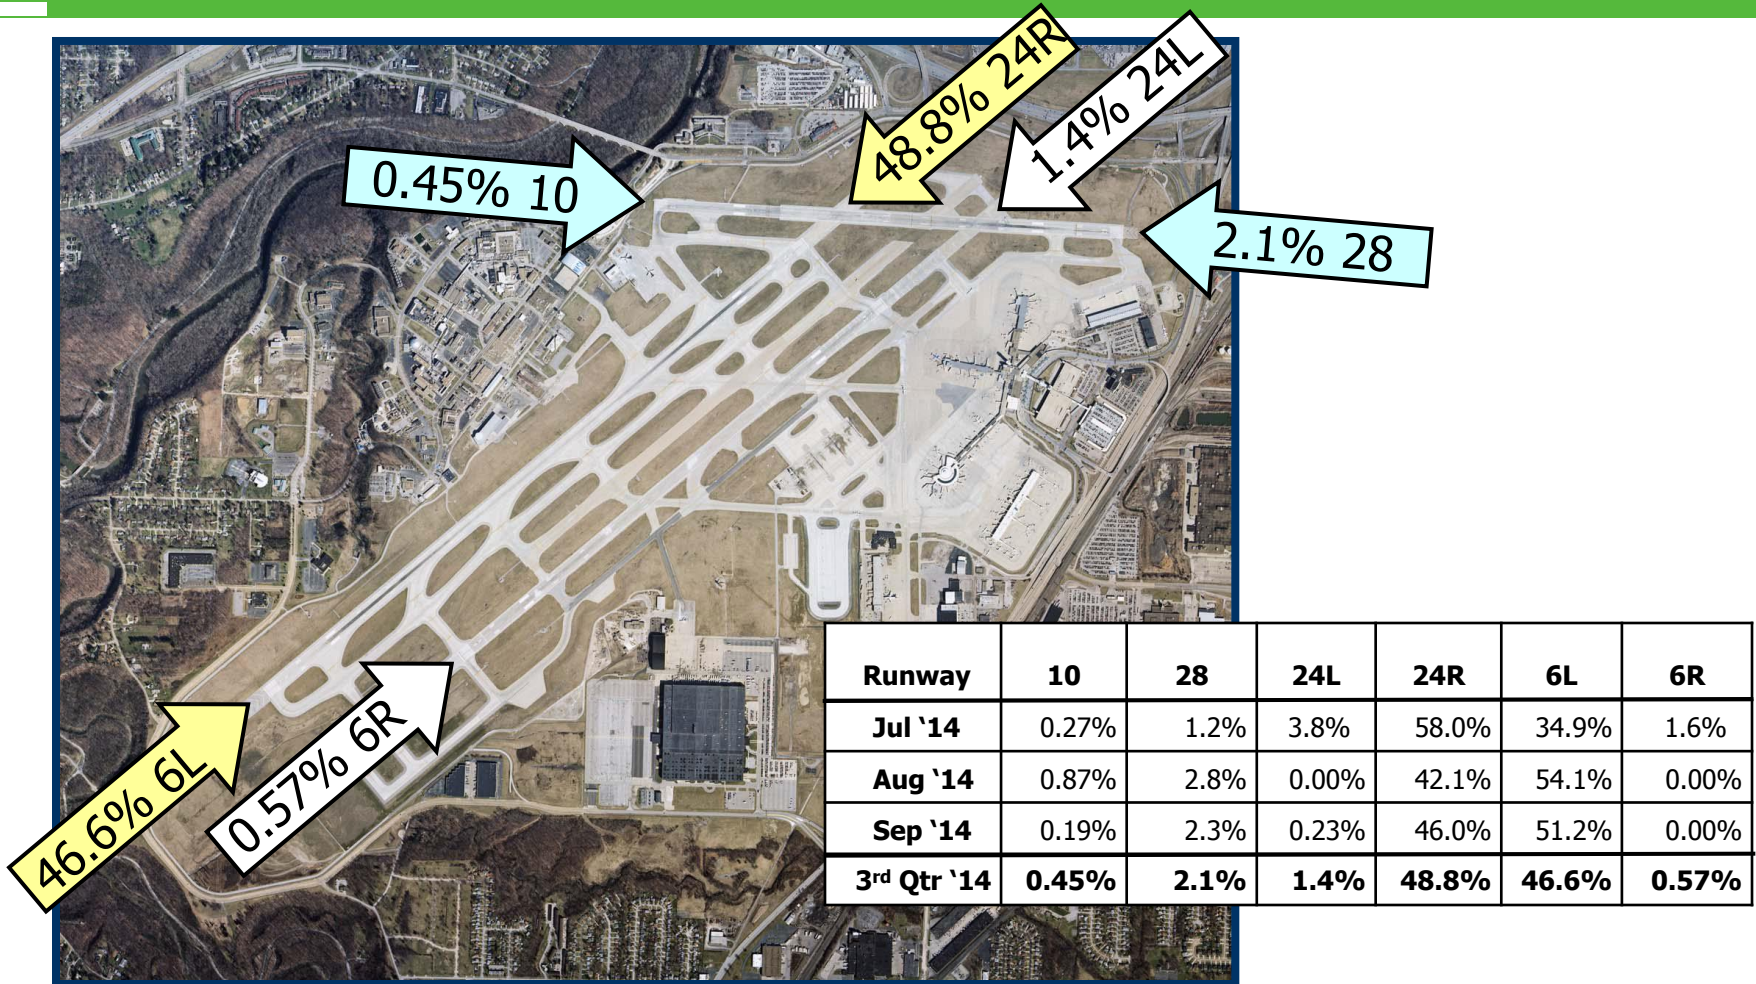 48.8% 24R
1.4% 24L
0.45% 10
2.1% 28
46.6% 6L
0.57% 6R
Runway 10 28 24L 24R 6L 6R
Jul ‘14 0.27% 1.2% 3.8% 58.0% 34.9% 1.6%
Aug ‘14 0.87% 2.8% 0.00% 42.1% 54.1% 0.00%
Sep ‘14 0.19% 2.3% 0.23% 46.0% 51.2% 0.00%
3rd Qtr ‘14 0.45% 2.1% 1.4% 48.8% 46.6% 0.57%